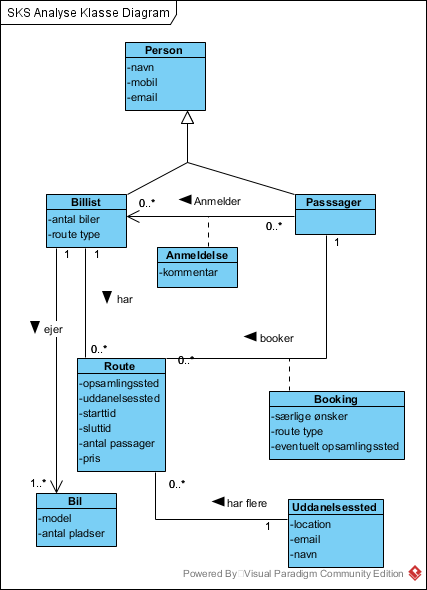 SKS Analyse Klasse Diagram
Person
-navn
-mobil
-email
Billist
-antal biler
-route type
0..*
Anmelder
0..*
Passsager
1
1
1
Anmeldelse
-kommentar
har
ejer
booker
0..*
0..*
Route
-opsamlingssted
-uddanelsessted
-starttid
-sluttid
-antal passager
-pris
Booking
-særlige ønsker
-route type
-eventuelt opsamlingssted
1..*
0..*
Bil
-model
-antal pladser
har flere
1
Uddanelsessted
-location
-email
-navn
Powered By Visual Paradigm Community Edition